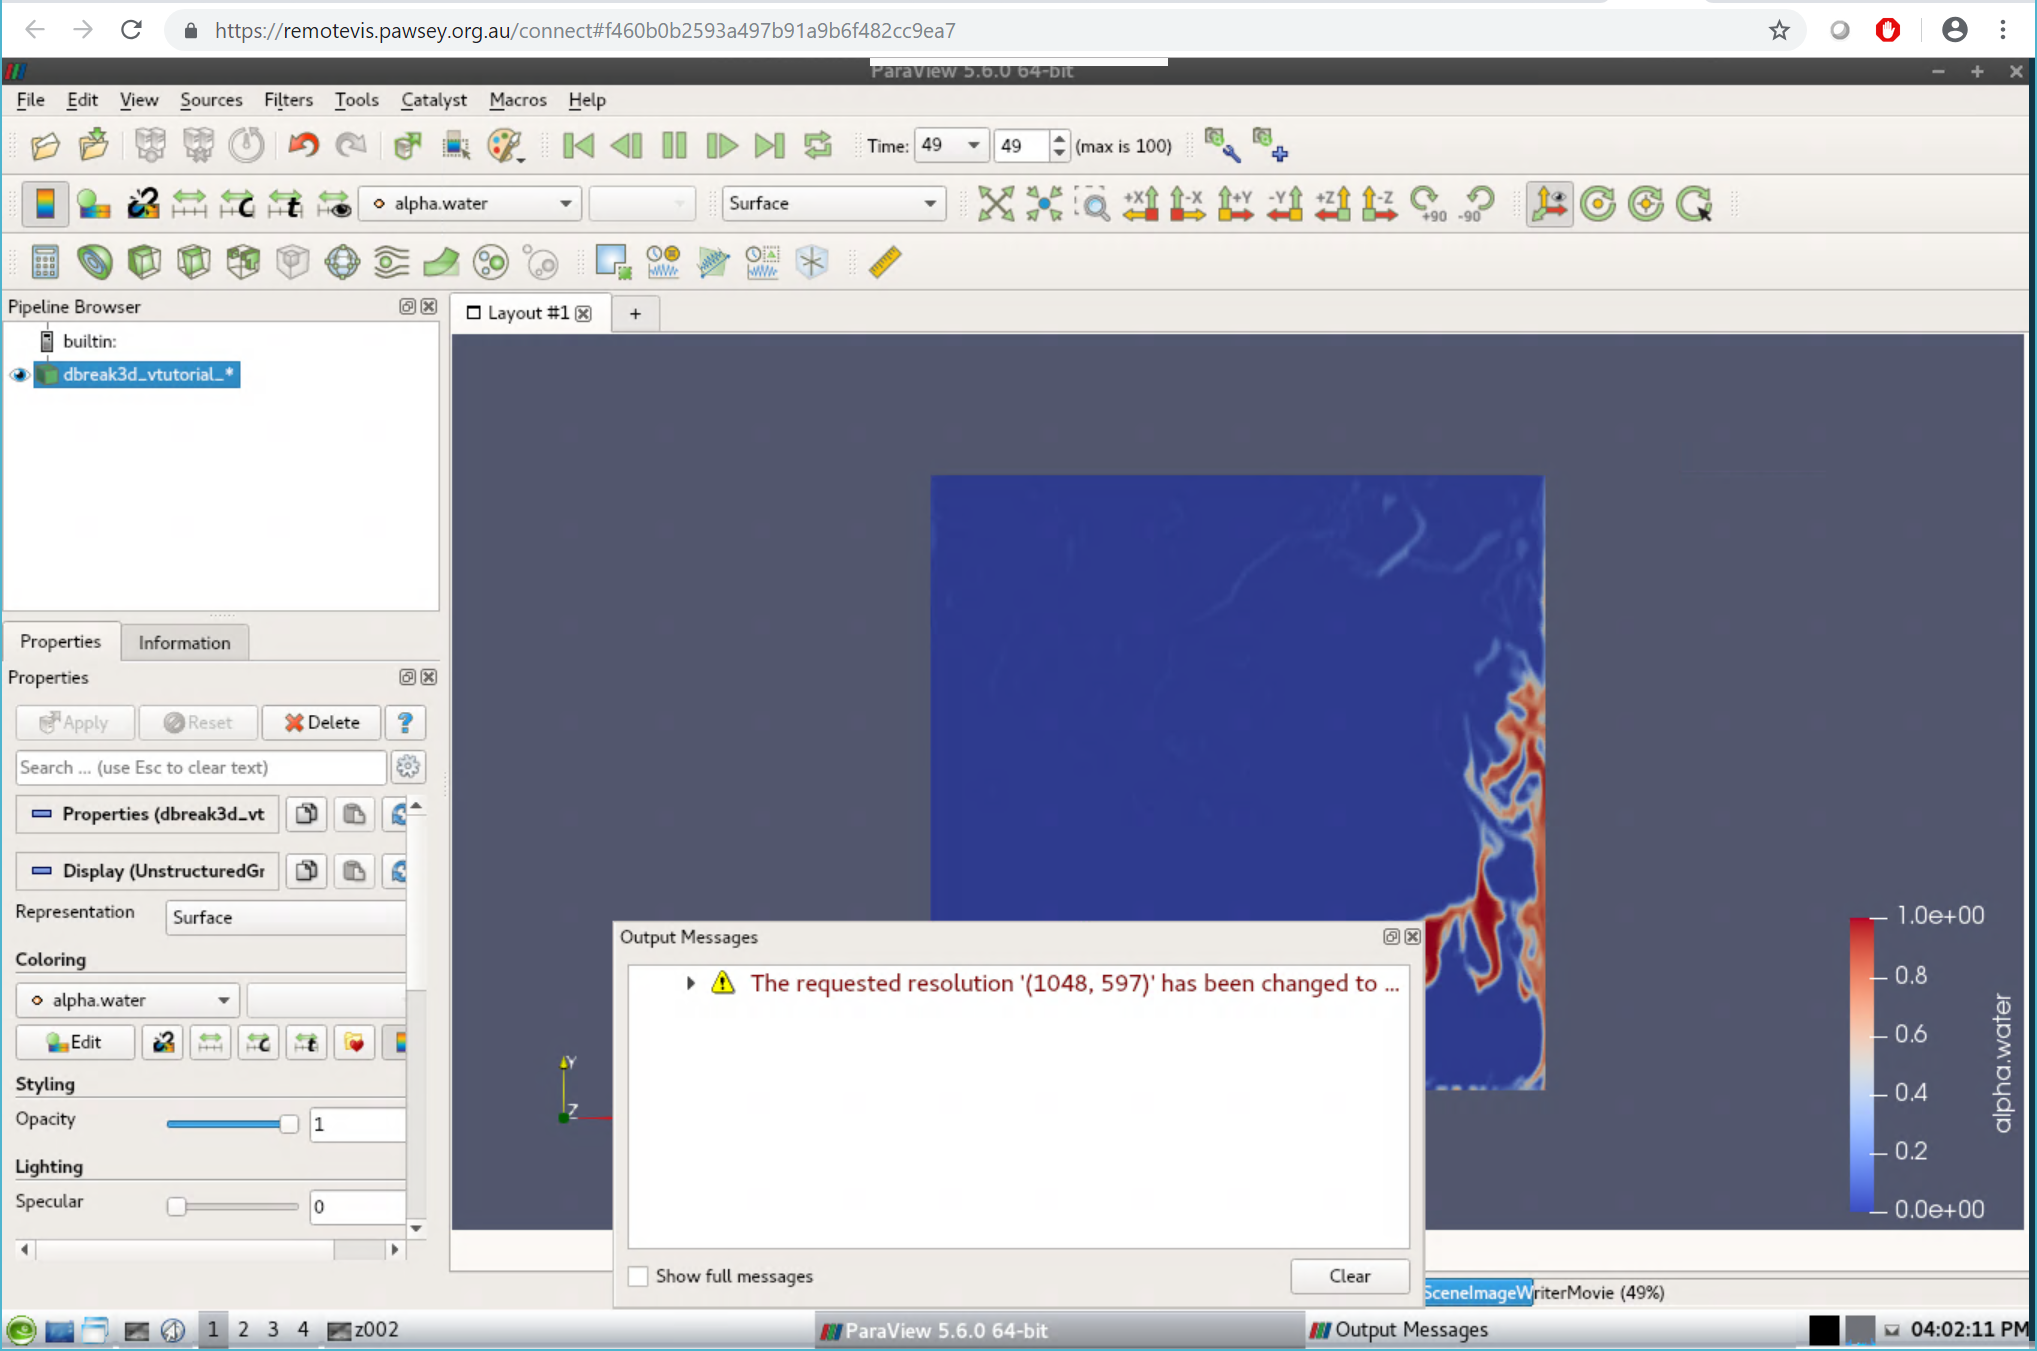 https://remotevis.pawsey.org.au/connect#f460b0b2593a497b91a9b6f482cc9ea7
ParaView 5.6.0 64-bit
File Edit View Sources Filters Tools Catalyst Macros Help
Time: 49 49 (max is 100)
alpha.water Surface +X -X +Y -Y +Z -Z +90 -90
Pipeline Browser
Layout #1 +
builtin:
dbreak3d_vtutorial_*
Properties Information
Properties
Apply Reset Delete ?
Search ... (use Esc to clear text)
Properties (dbreak3d_vt
Display (UnstructuredGr
Representation Surface
Coloring
alpha.water
Edit
Styling
Opacity 1
Lighting
Specular 0
Y
Z
Output Messages
The requested resolution '(1048, 597)' has been changed to ...
Show full messages
Clear
1.0e+00
0.8
0.6
0.4
0.2
0.0e+00
alpha.water
SceneImageWriterMovie (49%)
1 2 3 4 z002
ParaView 5.6.0 64-bit
Output Messages
04:02:11 PM